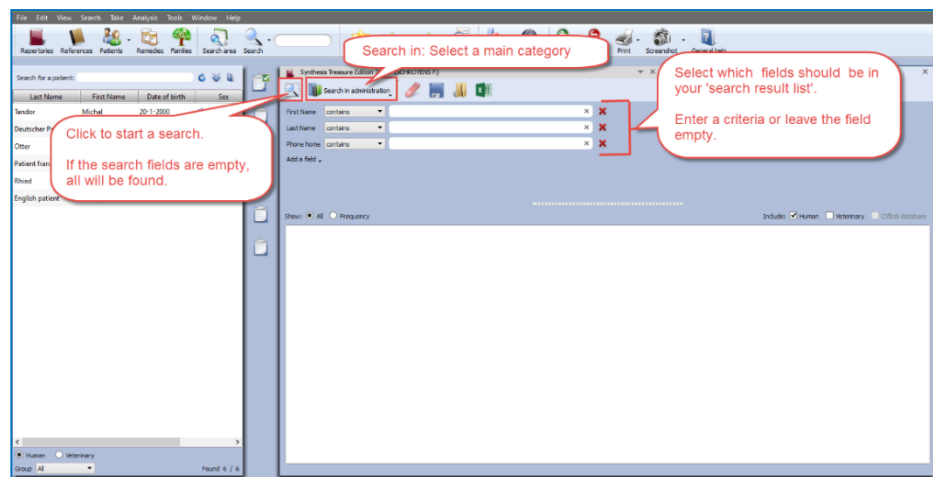 File Edit View Search Take Analysis Tools Window Help
Repertories References Patients Remedies Families Search area Search
Print Screenshot General help
Search in: Select a main category
Search for a patient:
Synthesis Treasure Edition
Search in administration
Select which fields should be in
your 'search result list'.
Enter a criteria or leave the field
empty.
Last Name First Name Date of birth Sex
Tandor Michal 20-1-2000
Deutscher
Otter
Patient
Rhiad
English patient
Click to start a search.
If the search fields are empty,
all will be found.
First Name contains
Last Name contains
Phone home contains
Add a field
Show: All Frequency
Include: Human Veterinary Clificol database
Human Veterinary
Group All Found 6 / 6